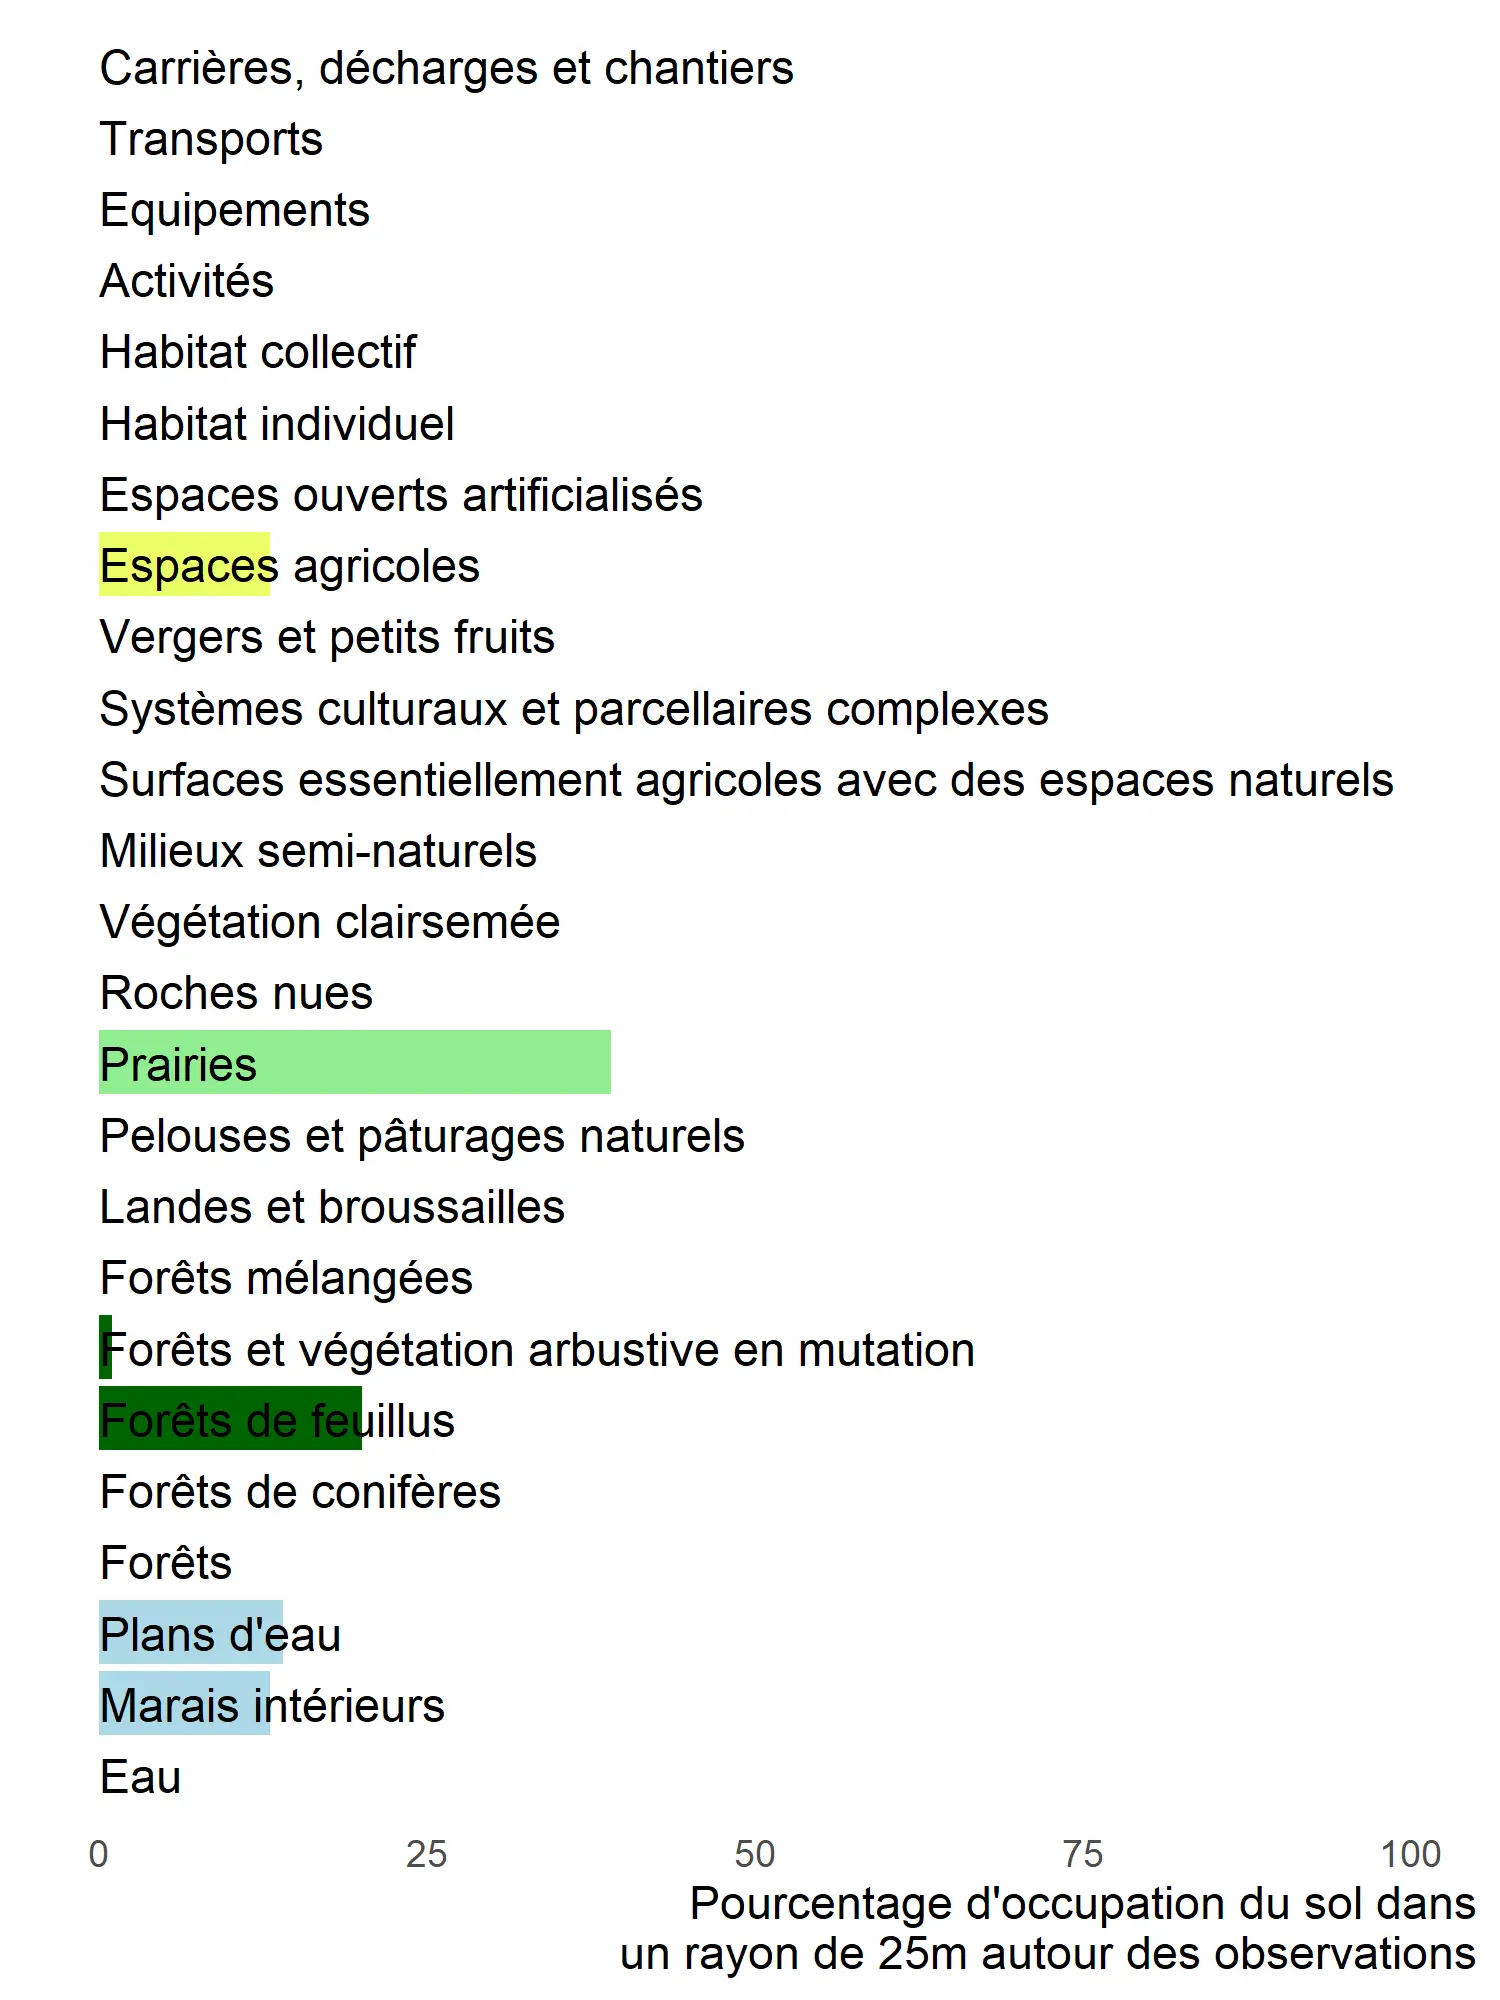 Carrières, décharges et chantiers
Transports
Equipements
Activités
Habitat collectif
Habitat individuel
Espaces ouverts artificialisés
Espaces agricoles
Vergers et petits fruits
Systèmes culturaux et parcellaires complexes
Surfaces essentiellement agricoles avec des espaces naturels
Milieux semi-naturels
Végétation clairsemée
Roches nues
Prairies
Pelouses et pâturages naturels
Landes et broussailles
Forêts mélangées
Forêts et végétation arbustive en mutation
Forêts de feuillus
Forêts de conifères
Forêts
Plans d'eau
Marais intérieurs
Eau
0 25 50 75 100
Pourcentage d'occupation du sol dans
un rayon de 25m autour des observations